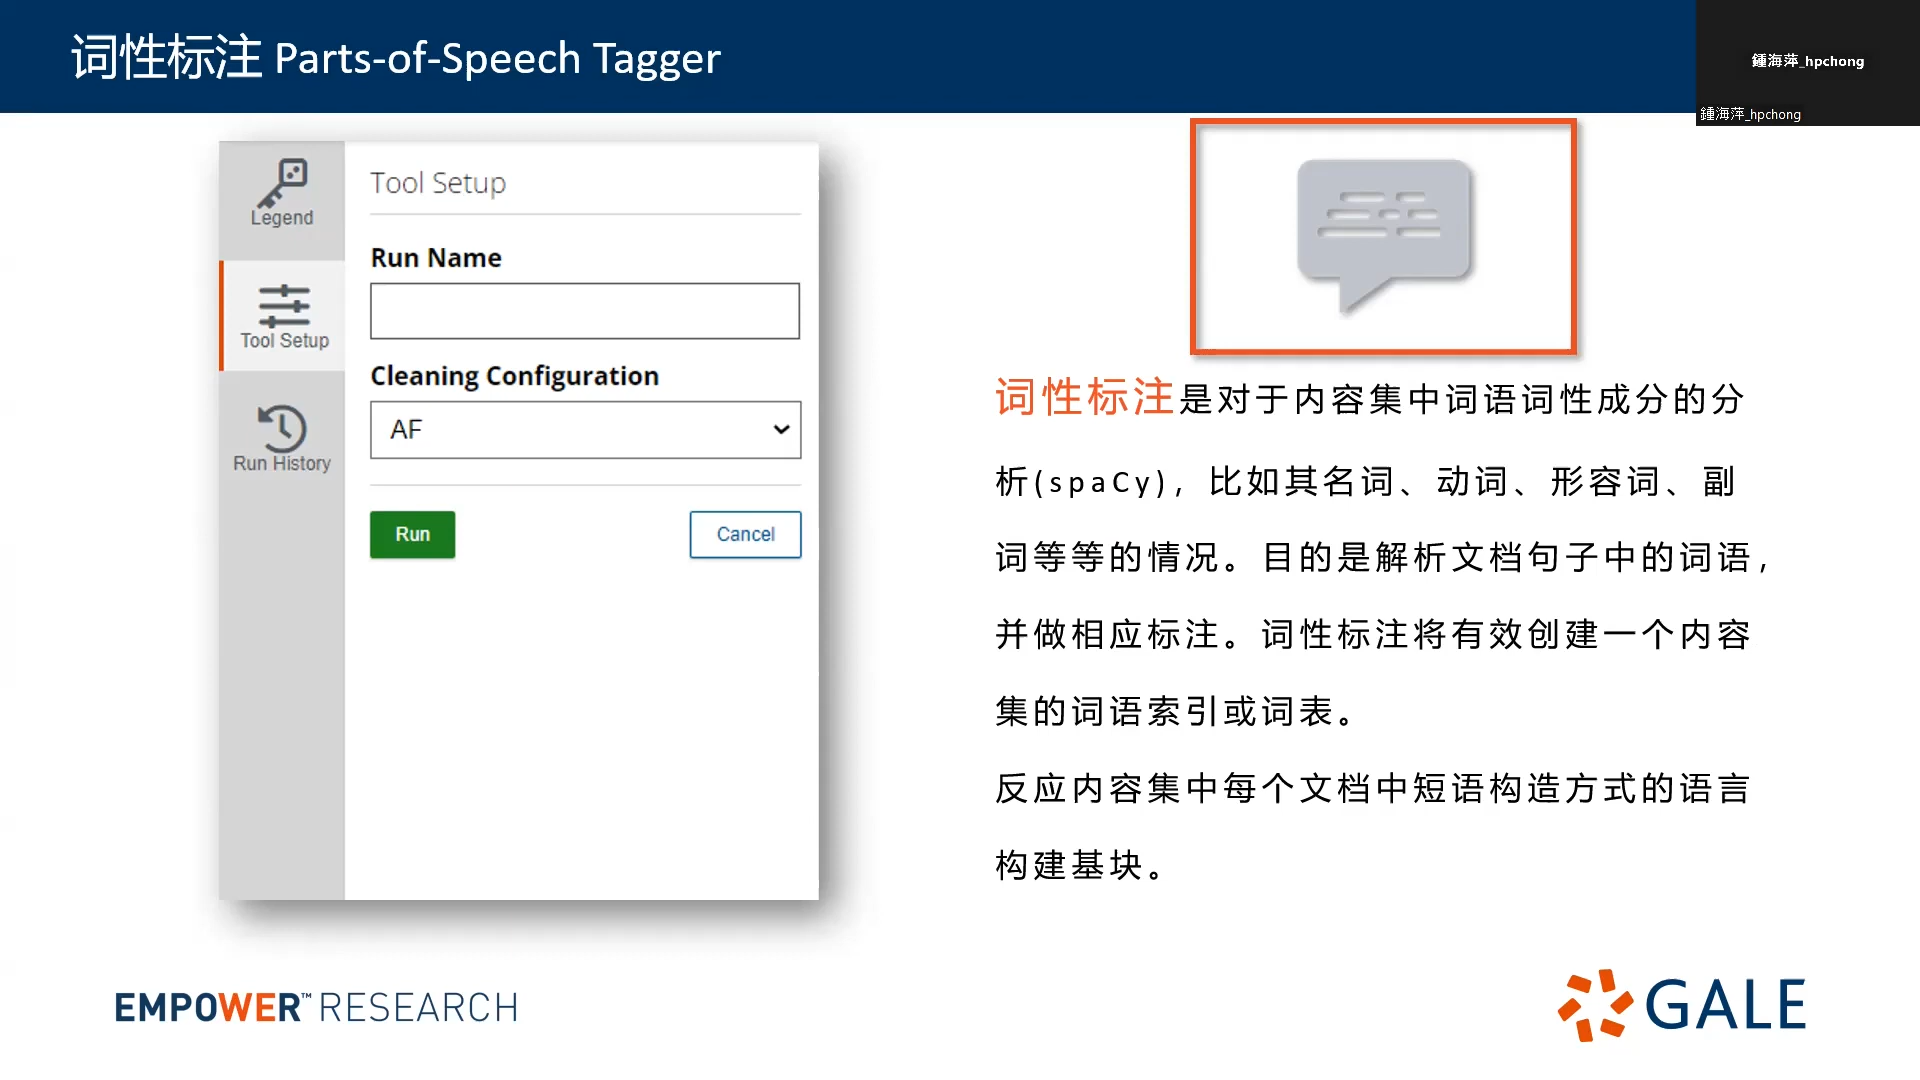 词性标注 Parts-of-Speech Tagger
鍾海萍_hpchong
鍾海萍_hpchong
Legend
Tool Setup
Run History
Tool Setup
Run Name
Cleaning Configuration
AF
Run
Cancel
词性标注是对于内容集中词语词性成分的分
析(spaCy)，比如其名词、动词、形容词、副
词等等的情况。目的是解析文档句子中的词语，
并做相应标注。词性标注将有效创建一个内容
集的词语索引或词表。
反应内容集中每个文档中短语构造方式的语言
构建基块。
EMPOWER™ RESEARCH
GALE